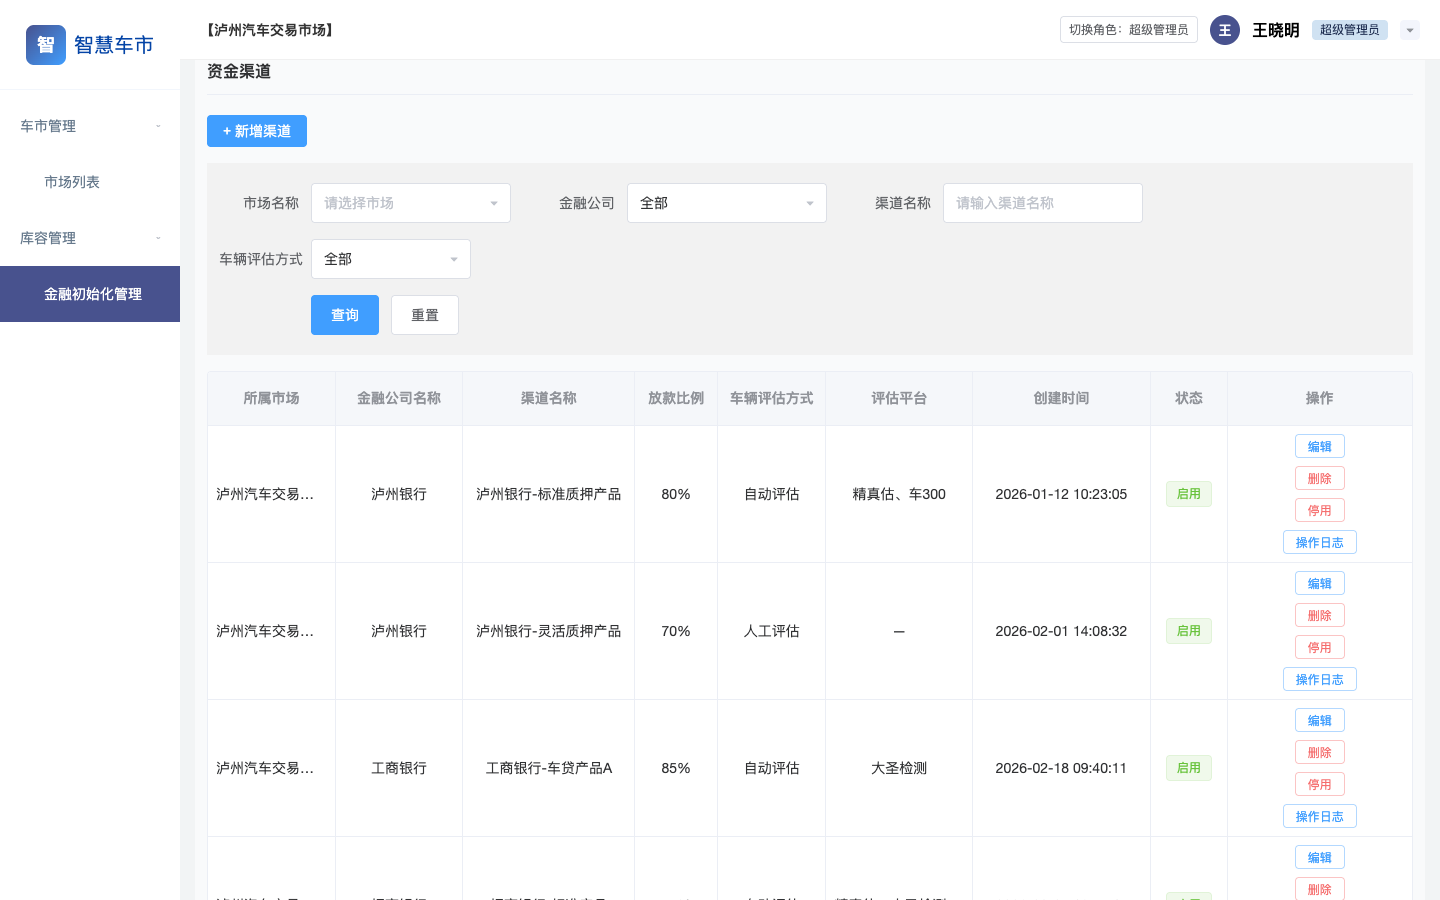 智 智慧车市
【泸州汽车交易市场】
切换角色：超级管理员
王 王晓明 超级管理员
车市管理 -
市场列表
库容管理 -
金融初始化管理
资金渠道
+ 新增渠道
市场名称 请选择市场 金融公司 全部 渠道名称 请输入渠道名称
车辆评估方式 全部
查询 重置
所属市场 金融公司名称 渠道名称 放款比例 车辆评估方式 评估平台 创建时间 状态 操作
泸州汽车交易... 泸州银行 泸州银行-标准质押产品 80% 自动评估 精真估、车300 2026-01-12 10:23:05 启用
编辑
删除
停用
操作日志
泸州汽车交易... 泸州银行 泸州银行-灵活质押产品 70% 人工评估 — 2026-02-01 14:08:32 启用
编辑
删除
停用
操作日志
泸州汽车交易... 工商银行 工商银行-车贷产品A 85% 自动评估 大圣检测 2026-02-18 09:40:11 启用
编辑
删除
停用
操作日志
编辑
删除